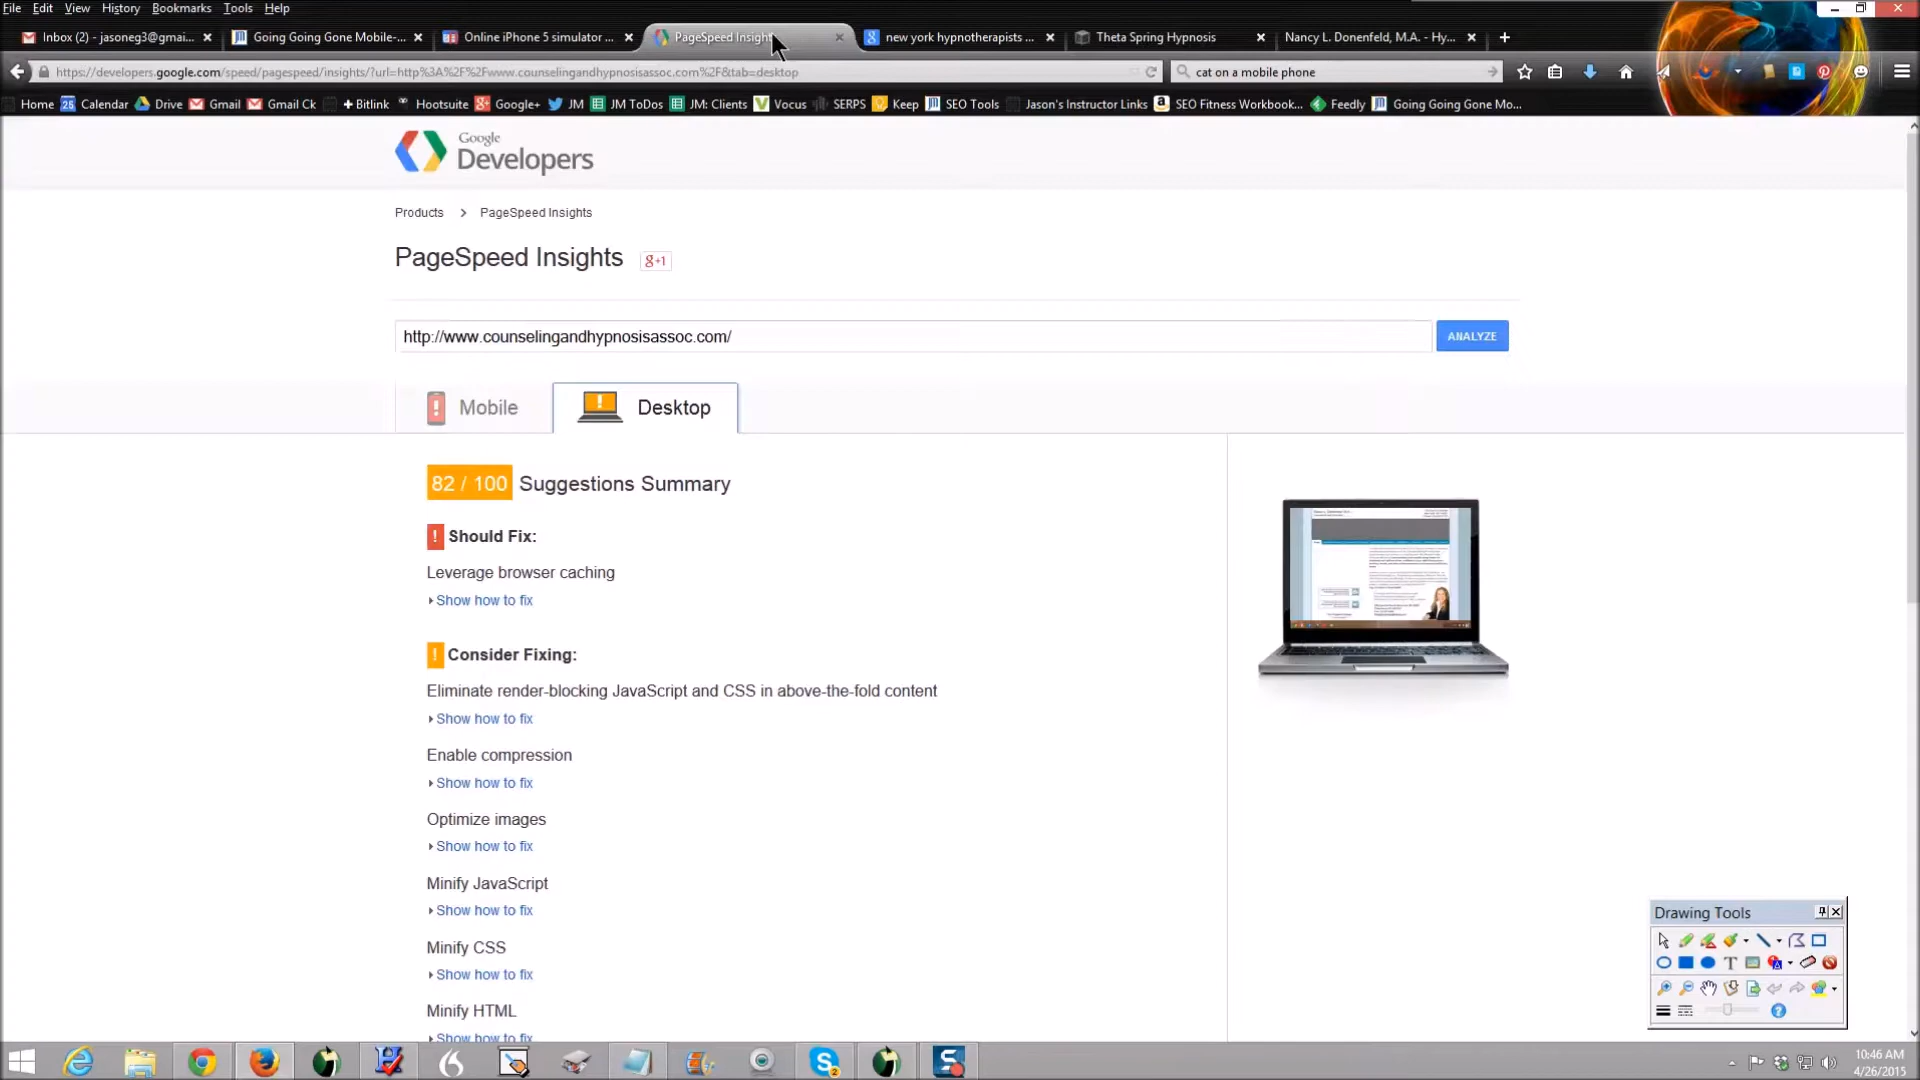 File Edit View History Bookmarks Tools Help
Inbox (2) - jasoneg3@gmai... Going Going Gone Mobile-... Online iPhone 5 simulator ... PageSpeed Insights new york hypnotherapists ... Theta Spring Hypnosis Nancy L. Donenfeld, M.A. - Hy...
https://developers.google.com/speed/pagespeed/insights/?url=http%3A%2F%2Fwww.counselingandhypnosisassoc.com%2F&tab=desktop cat on a mobile phone
Home Calendar Drive Gmail Gmail Ck + Bitlink Hootsuite Google+ JM JM ToDos JM: Clients Vocus SERPS Keep SEO Tools Jason's Instructor Links SEO Fitness Workbook... Feedly Going Going Gone Mo...
Google
Developers
Products > PageSpeed Insights
PageSpeed Insights g+1
http://www.counselingandhypnosisassoc.com/ ANALYZE
Mobile Desktop
82 / 100 Suggestions Summary
! Should Fix:
Leverage browser caching
Show how to fix
! Consider Fixing:
Eliminate render-blocking JavaScript and CSS in above-the-fold content
Show how to fix
Enable compression
Show how to fix
Optimize images
Show how to fix
Minify JavaScript
Show how to fix
Minify CSS
Show how to fix
Minify HTML
Show how to fix
Drawing Tools
10:46 AM
4/26/2015